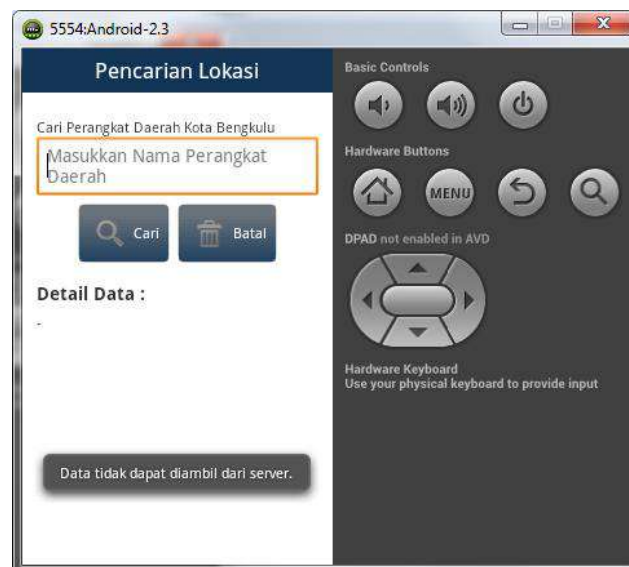 5554:Android-2.3
Pencarian Lokasi
Cari Perangkat Daerah Kota Bengkulu
Masukkan Nama Perangkat
Daerah
Cari
Batal
Detail Data :
-
Data tidak dapat diambil dari server.
Basic Controls
Hardware Buttons
MENU
DPAD not enabled in AVD
Hardware Keyboard
Use your physical keyboard to provide input